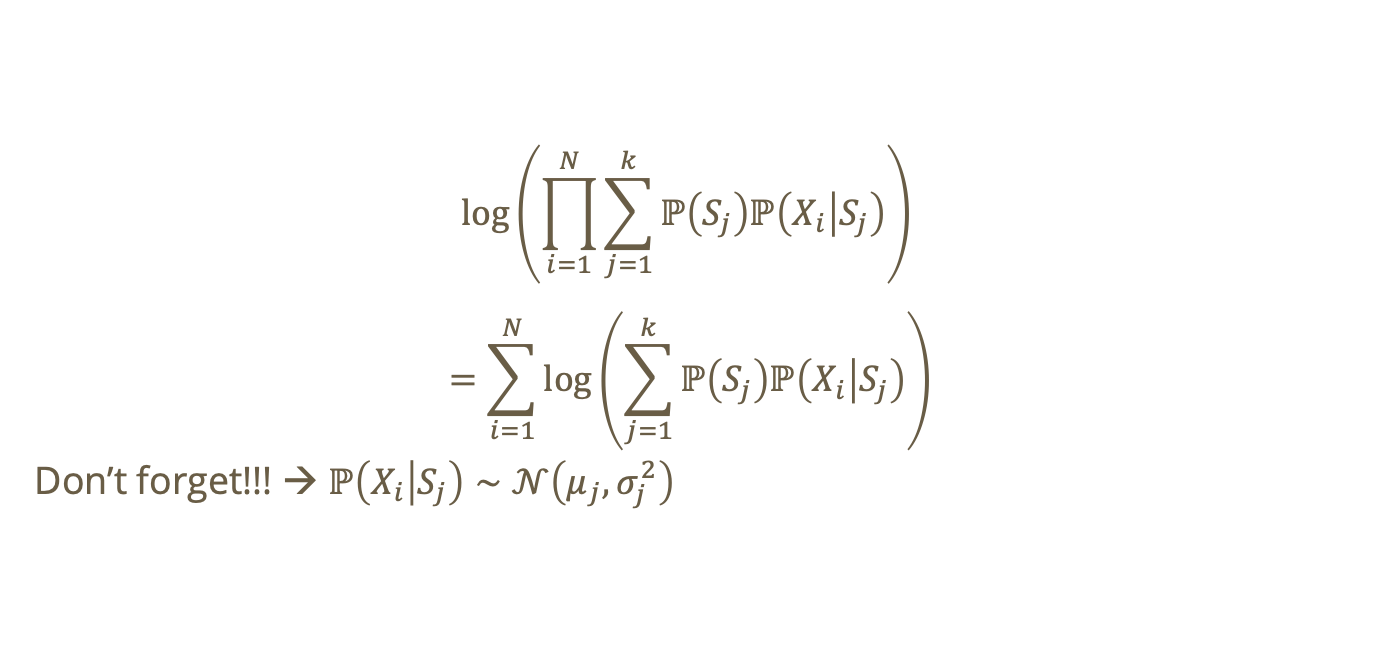 log(∏_{i=1}^{N} ∑_{j=1}^{k} ℙ(S_j)ℙ(X_i|S_j))
= ∑_{i=1}^{N} log(∑_{j=1}^{k} ℙ(S_j)ℙ(X_i|S_j))
Don’t forget!!! → ℙ(X_i|S_j) ~ 𝒩(μ_j, σ_j^2)